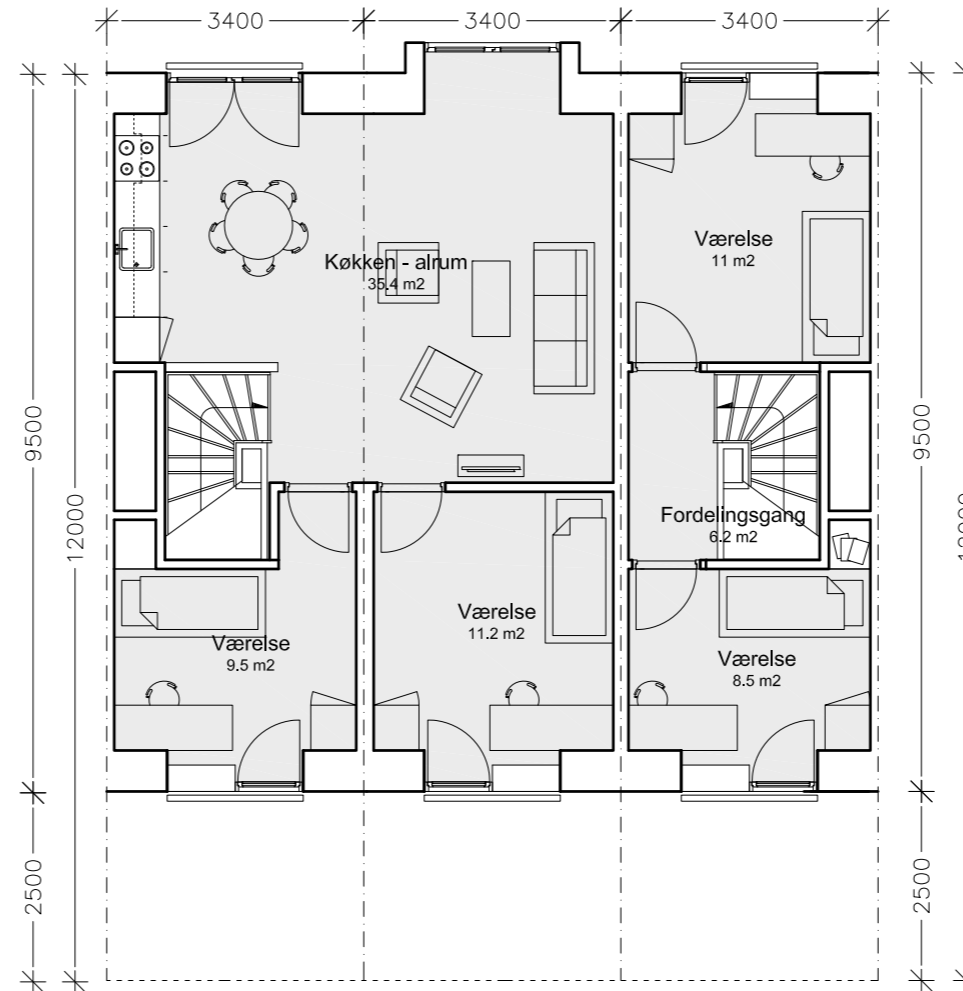 3400
3400
3400
Værelse
11 m2
Køkken - alrum
35.4 m2
9500
9500
12000
Fordelingsgang
6.2 m2
Værelse
11.2 m2
Værelse
9.5 m2
Værelse
8.5 m2
2500
2500